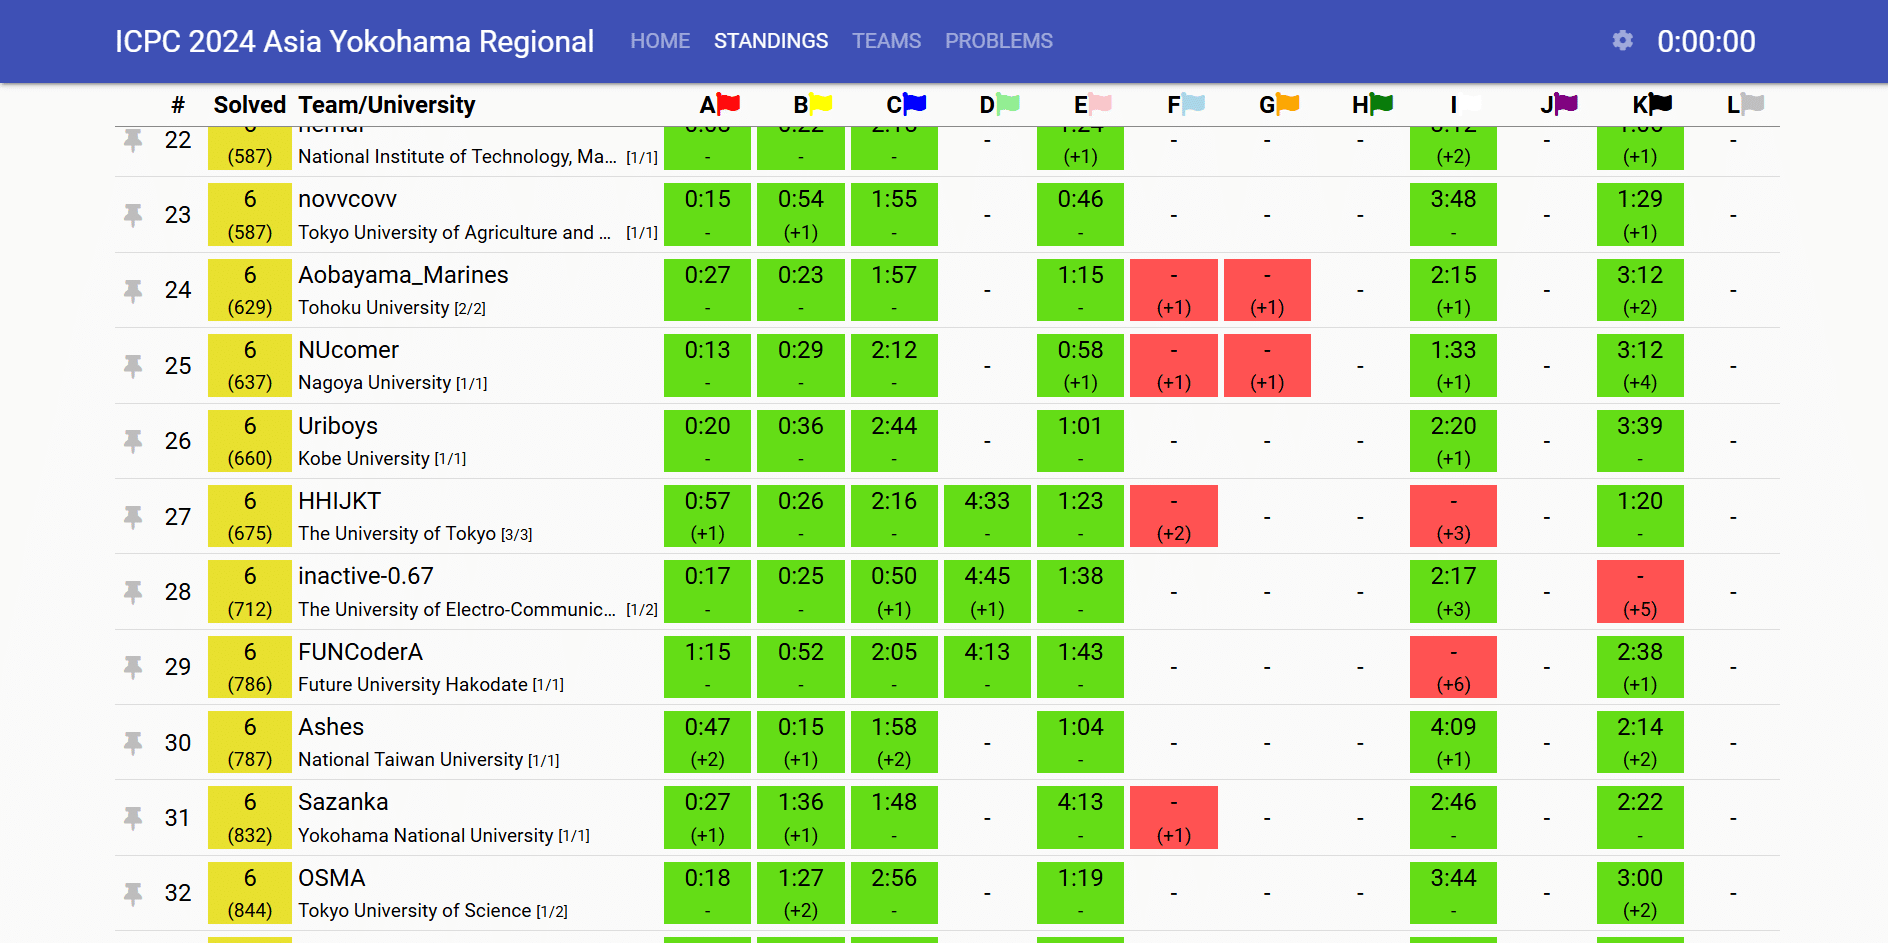 ICPC 2024 Asia Yokohama Regional HOME STANDINGS TEAMS PROBLEMS 0:00:00
# Solved Team/University A B C D E F G H I J K L
22 - - - - - - -
(587) National Institute of Technology, Ma... [1/1] - - - (+1) (+2) (+1)
6 novvcovv 0:15 0:54 1:55 0:46 3:48 1:29
23 - - - - - -
(587) Tokyo University of Agriculture and ... [1/1] - (+1) - - - (+1)
6 Aobayama_Marines 0:27 0:23 1:57 1:15 - - 2:15 3:12
24 - - - -
(629) Tohoku University [2/2] - - - - (+1) (+1) (+1) (+2)
6 NUcomer 0:13 0:29 2:12 0:58 - - 1:33 3:12
25 - - - -
(637) Nagoya University [1/1] - - - (+1) (+1) (+1) (+1) (+4)
6 Uriboys 0:20 0:36 2:44 1:01 2:20 3:39
26 - - - - - -
(660) Kobe University [1/1] - - - - (+1) -
6 HHIJKT 0:57 0:26 2:16 4:33 1:23 - - 1:20
27 - - - -
(675) The University of Tokyo [3/3] (+1) - - - - (+2) (+3) -
6 inactive-0.67 0:17 0:25 0:50 4:45 1:38 2:17 -
28 - - - - -
(712) The University of Electro-Communic... [1/2] - - (+1) (+1) - (+3) (+5)
6 FUNCoderA 1:15 0:52 2:05 4:13 1:43 - 2:38
29 - - - - -
(786) Future University Hakodate [1/1] - - - - - (+6) (+1)
6 Ashes 0:47 0:15 1:58 1:04 4:09 2:14
30 - - - - - -
(787) National Taiwan University [1/1] (+2) (+1) (+2) - (+1) (+2)
6 Sazanka 0:27 1:36 1:48 4:13 - 2:46 2:22
31 - - - - -
(832) Yokohama National University [1/1] (+1) (+1) - - (+1) - -
6 OSMA 0:18 1:27 2:56 1:19 3:44 3:00
32 - - - - - -
(844) Tokyo University of Science [1/2] - (+2) - - - (+2)